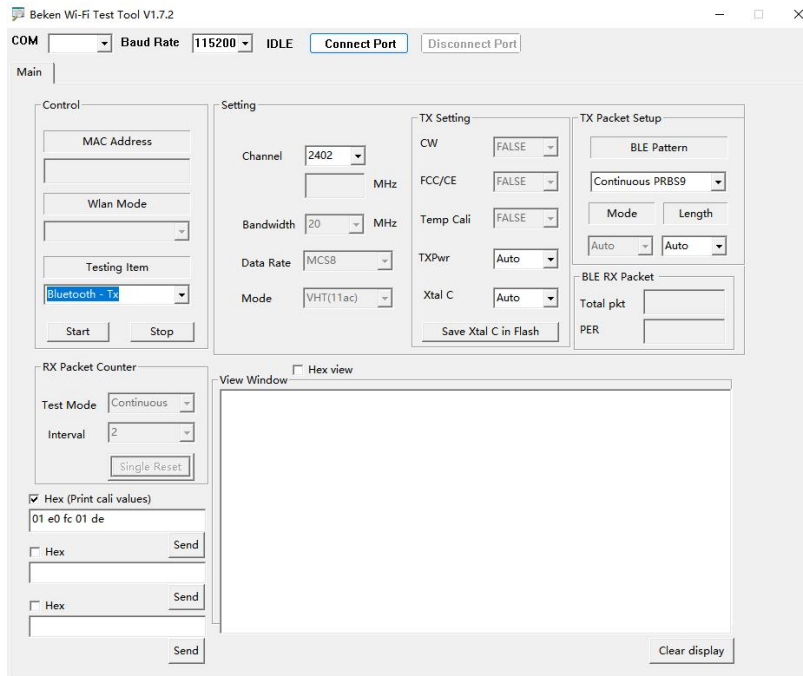 Beken Wi-Fi Test Tool V1.7.2
COM Baud Rate 115200 IDLE Connect Port Disconnect Port
Main
Control
MAC Address
Wlan Mode
Testing Item
Bluetooth - Tx
Start Stop
Setting
Channel 2402
MHz
Bandwidth 20 MHz
Data Rate MCS8
Mode VHT(11ac)
TX Setting
CW FALSE
FCC/CE FALSE
Temp Cali FALSE
TXPwr Auto
Xtal C Auto
Save Xtal C in Flash
TX Packet Setup
BLE Pattern
Continuous PRBS9
Mode Length
Auto Auto
BLE RX Packet
Total pkt
PER
RX Packet Counter
Test Mode Continuous
Interval 2
Single Reset
Hex (Print cali values)
01 e0 fc 01 de
Send
Hex
Send
Hex
Send
Hex view
View Window
Clear display